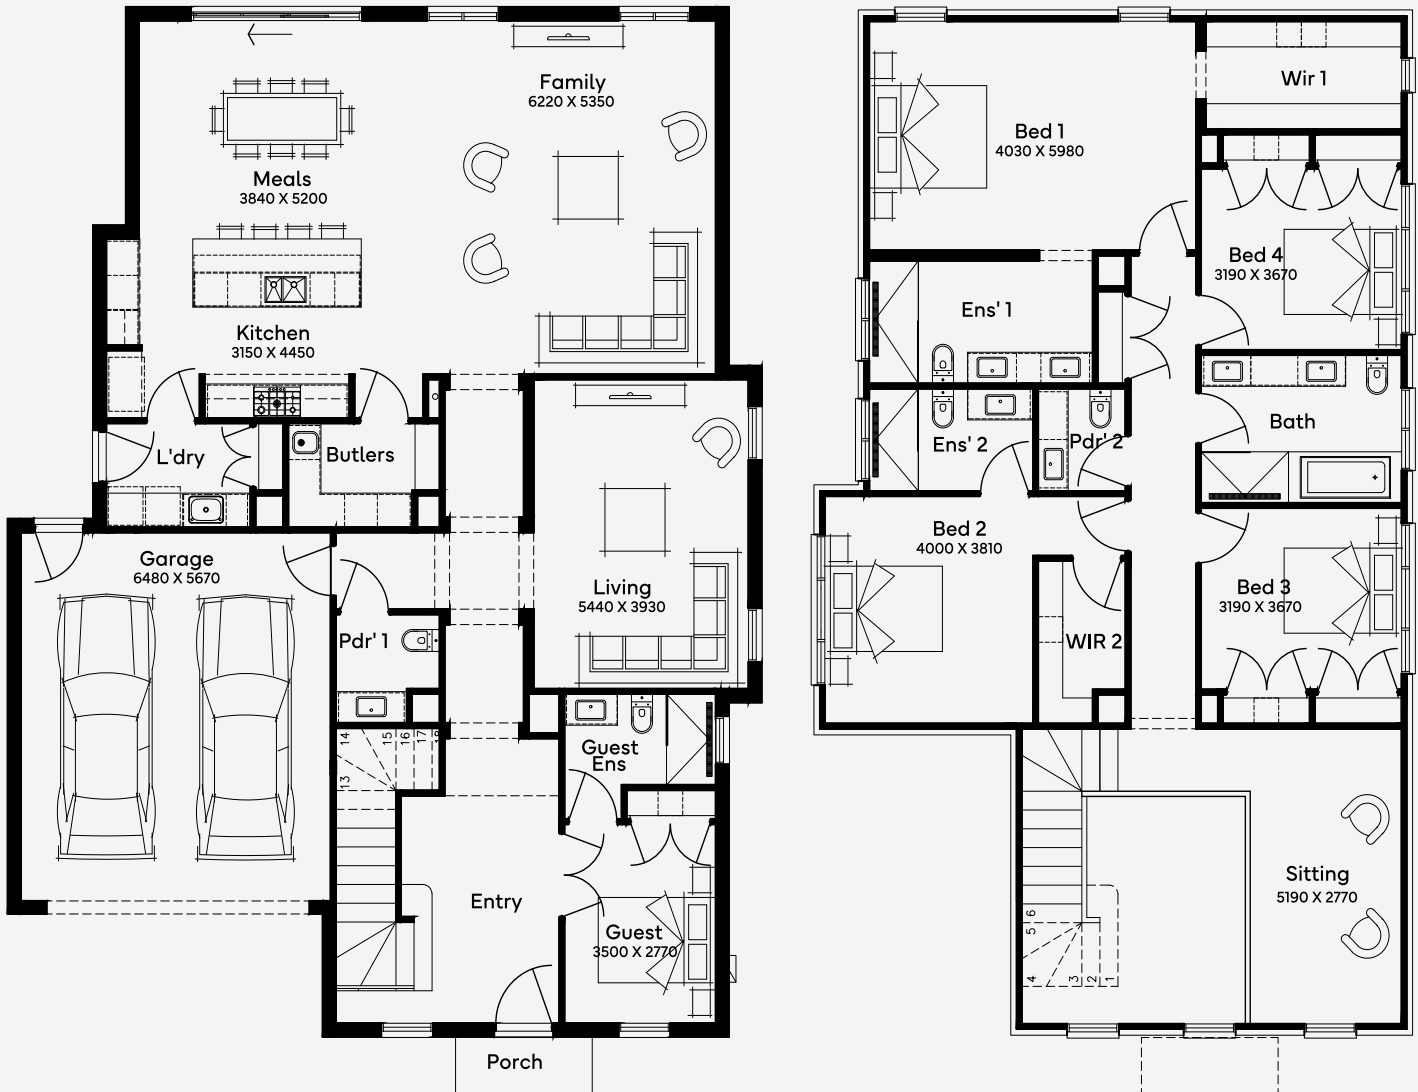 Family
6220 X 5350
Meals
3840 X 5200
Kitchen
3150 X 4450
L'dry
Butlers
Garage
6480 X 5670
Living
5440 X 3930
Pdr' 1
14
15
16
17
18
13
Guest
Ens
Entry
Guest
3500 X 2770
Porch
Bed 1
4030 X 5980
Wir 1
Bed 4
3190 X 3670
Ens' 1
Ens' 2
Pdr' 2
Bath
Bed 2
4000 X 3810
Bed 3
3190 X 3670
WIR 2
Sitting
5190 X 2770
6
5
4
3
2
1